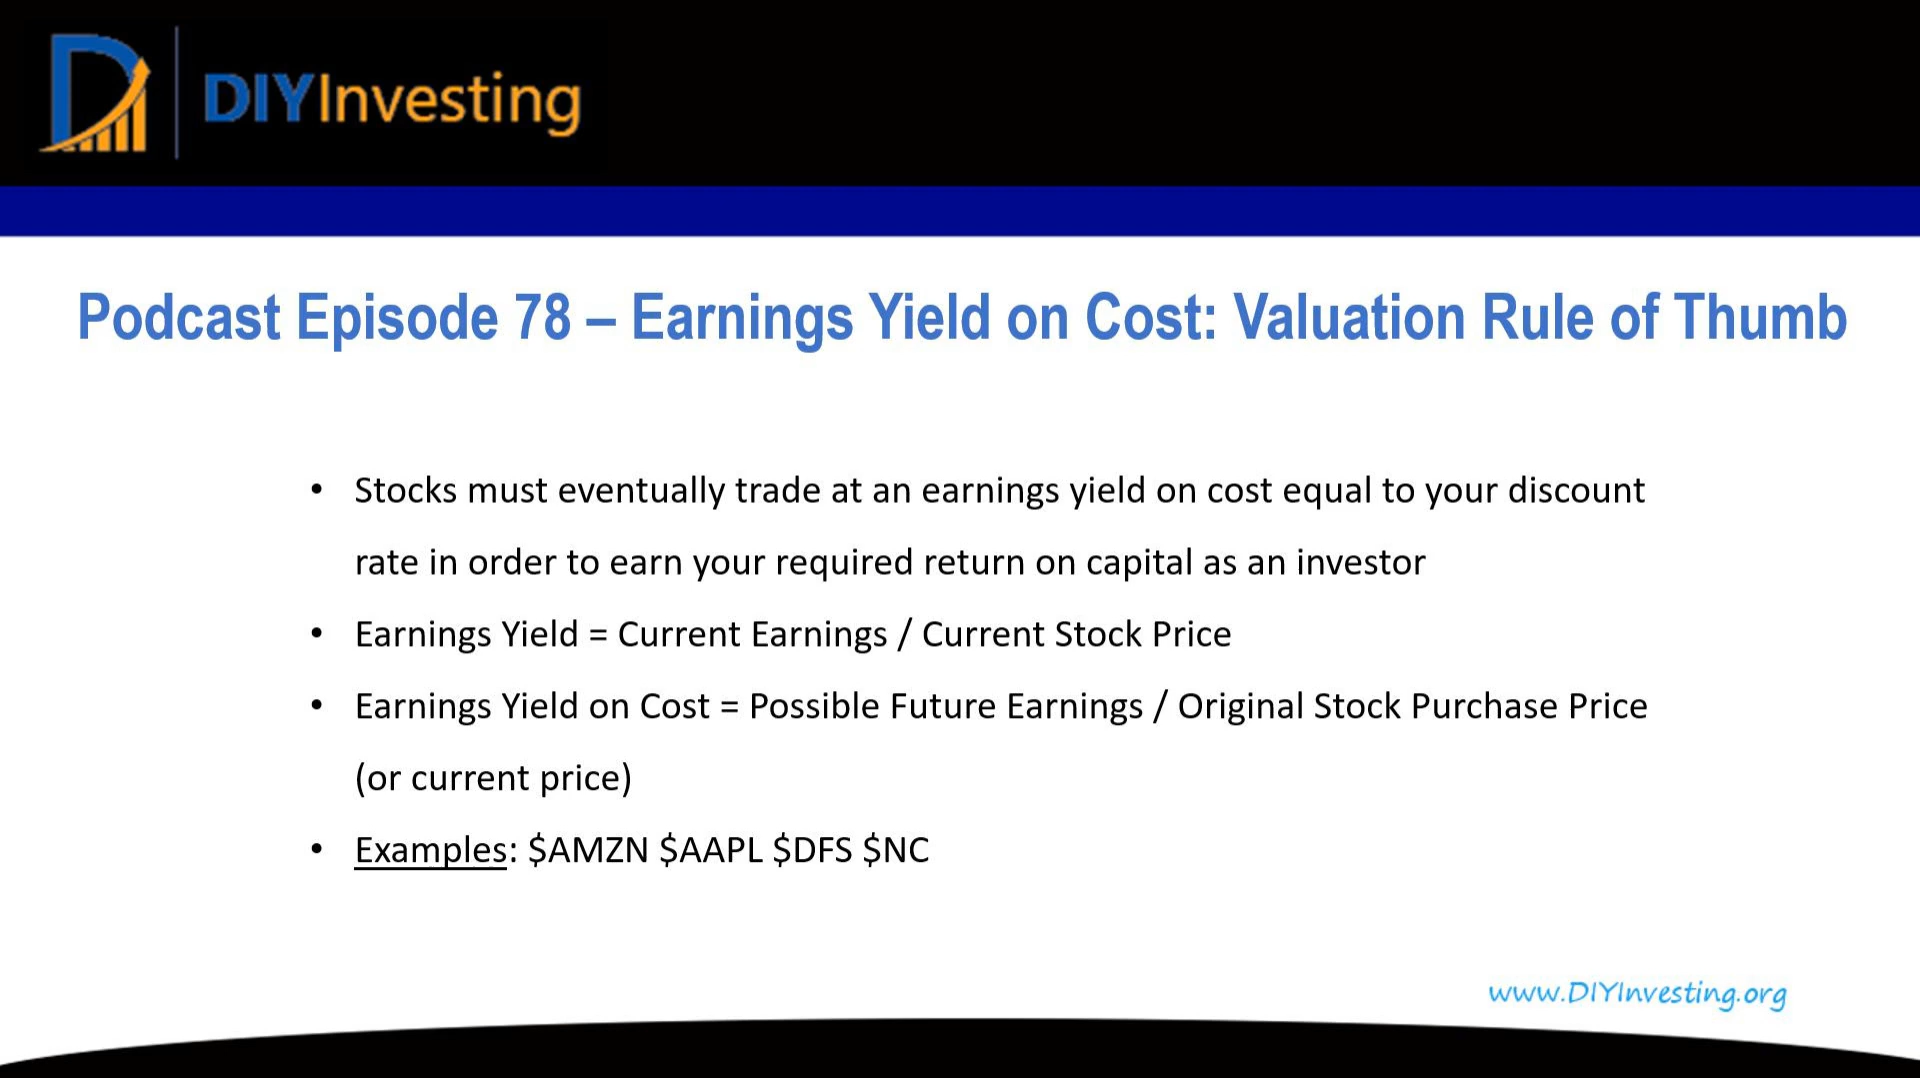 DIYInvesting
Podcast Episode 78 – Earnings Yield on Cost: Valuation Rule of Thumb
• Stocks must eventually trade at an earnings yield on cost equal to your discount
rate in order to earn your required return on capital as an investor
• Earnings Yield = Current Earnings / Current Stock Price
• Earnings Yield on Cost = Possible Future Earnings / Original Stock Purchase Price
(or current price)
• Examples: $AMZN $AAPL $DFS $NC
www.DIYInvesting.org